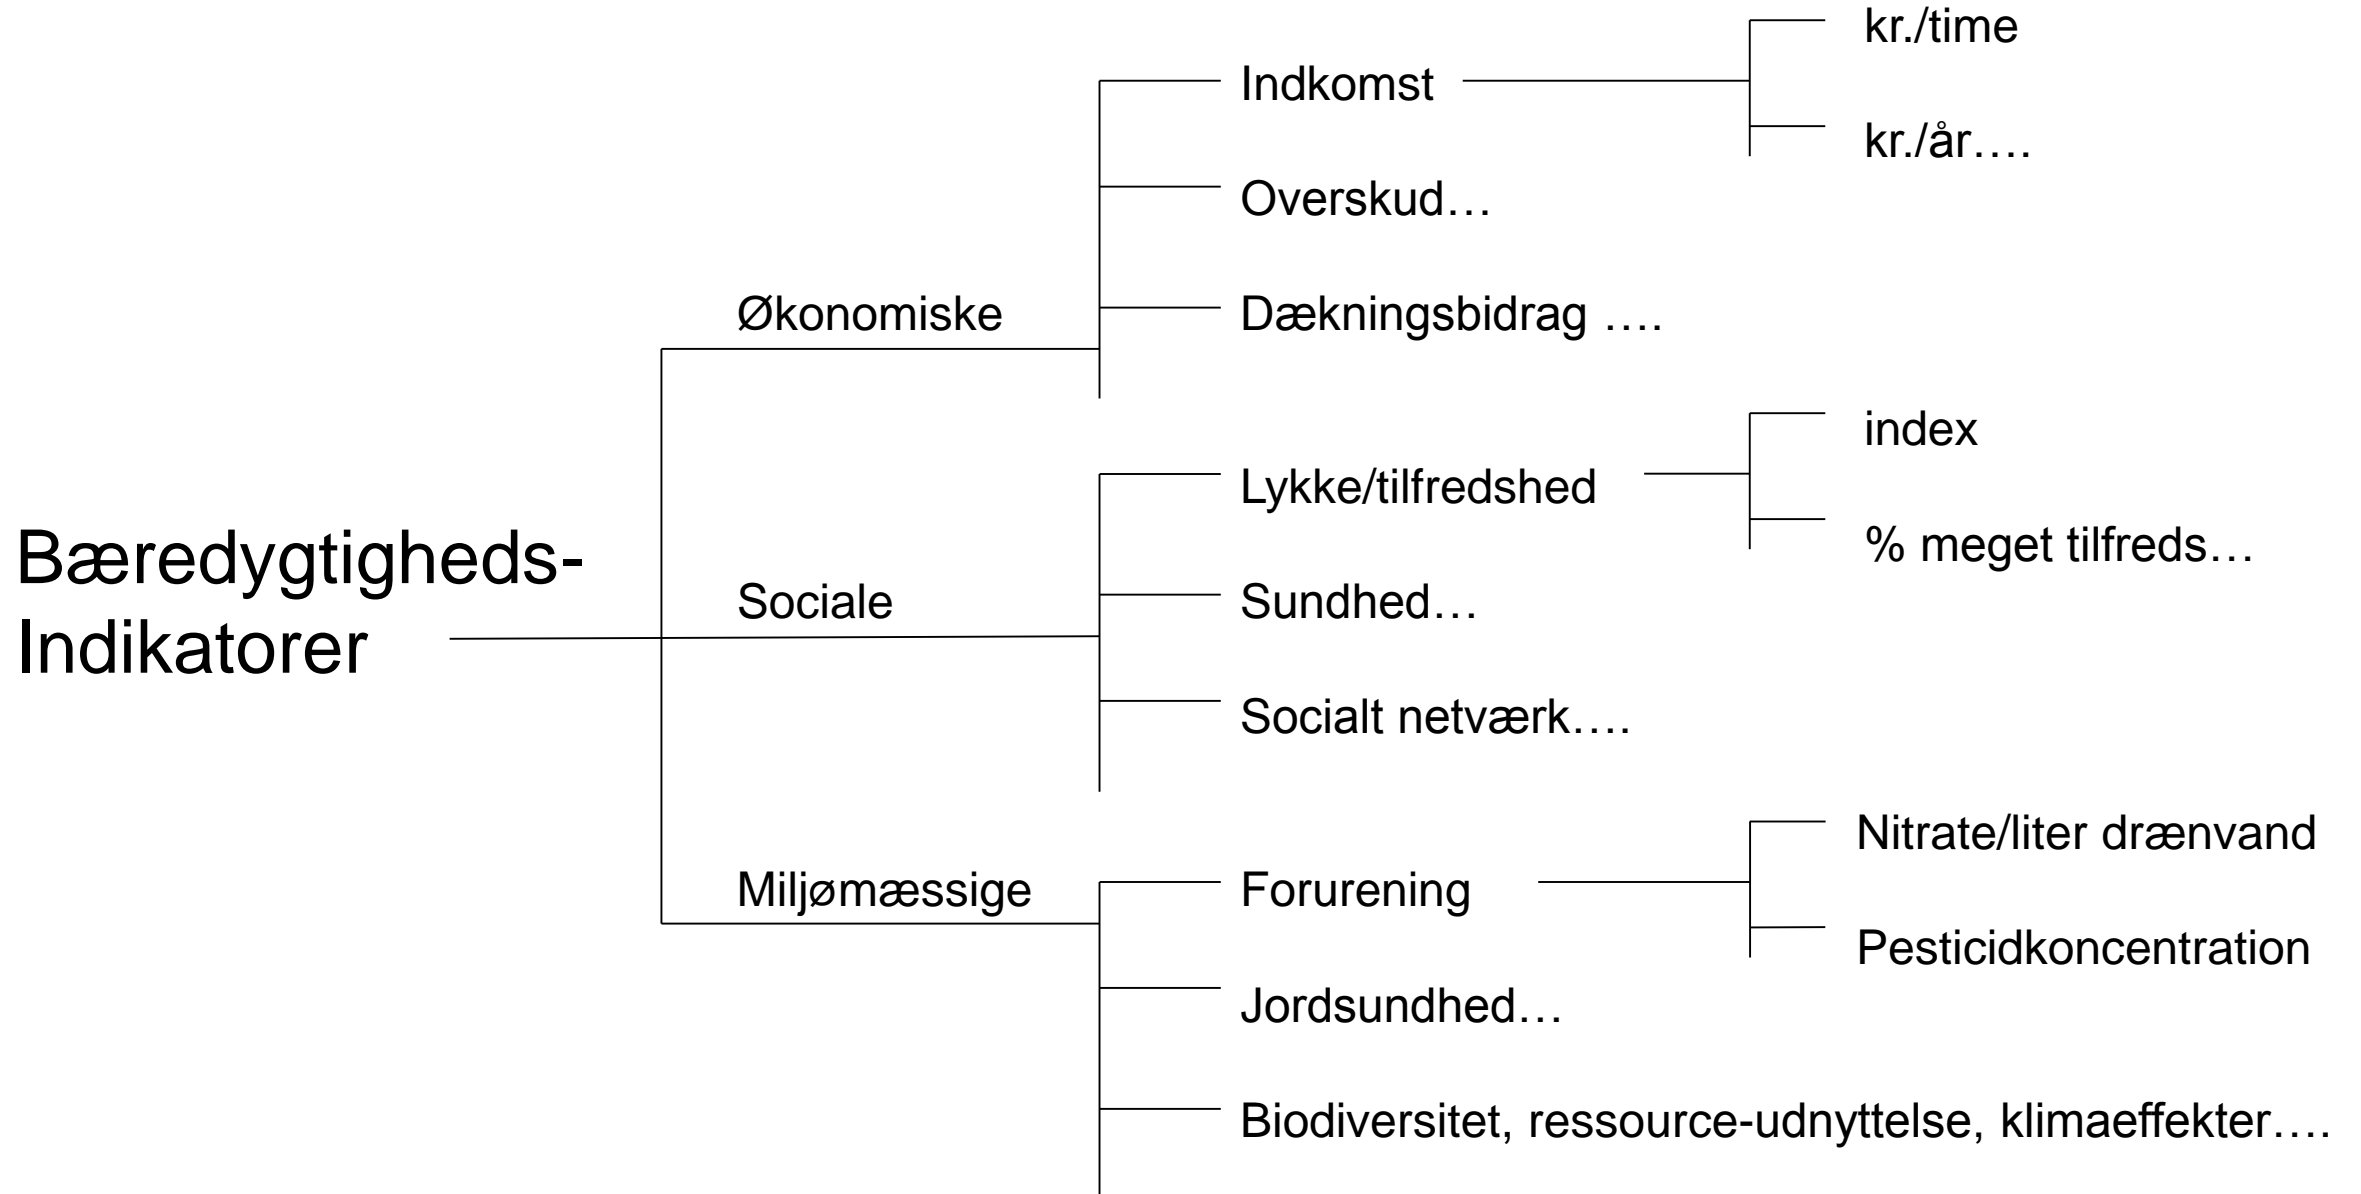 kr./time
Indkomst
kr./år….
Overskud…
Økonomiske
Dækningsbidrag ….
index
Lykke/tilfredshed
% meget tilfreds…
Bæredygtigheds-
Indikatorer
Sociale
Sundhed…
Socialt netværk….
Nitrate/liter drænvand
Miljømæssige
Forurening
Pesticidkoncentration
Jordsundhed…
Biodiversitet, ressource-udnyttelse, klimaeffekter….